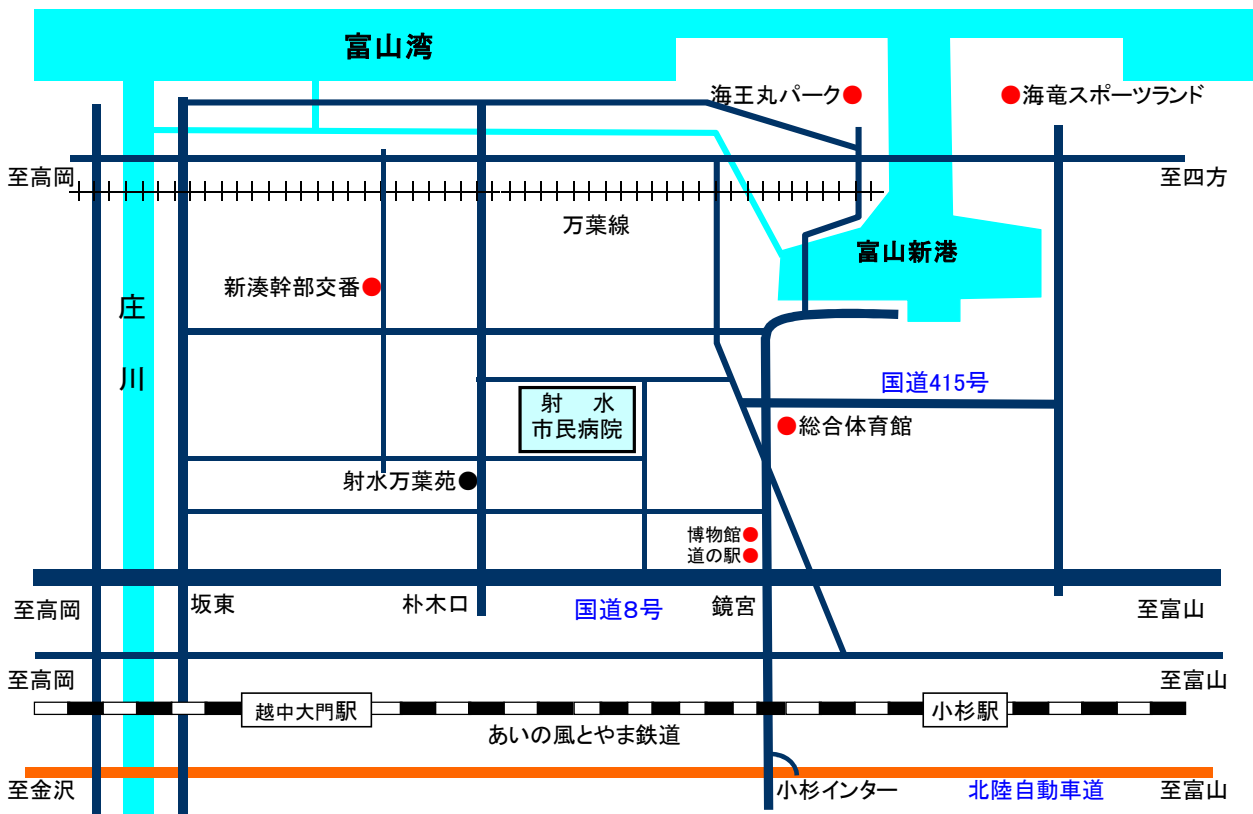 富山湾
海王丸パーク
海竜スポーツランド
至高岡
至四方
万葉線
富山新港
新湊幹部交番
庄川
国道415号
射 水
市民病院
総合体育館
射水万葉苑
博物館
道の駅
至高岡
坂東
朴木口
国道8号
鏡宮
至富山
至高岡
至富山
越中大門駅
小杉駅
あいの風とやま鉄道
至金沢
小杉インター
北陸自動車道
至富山